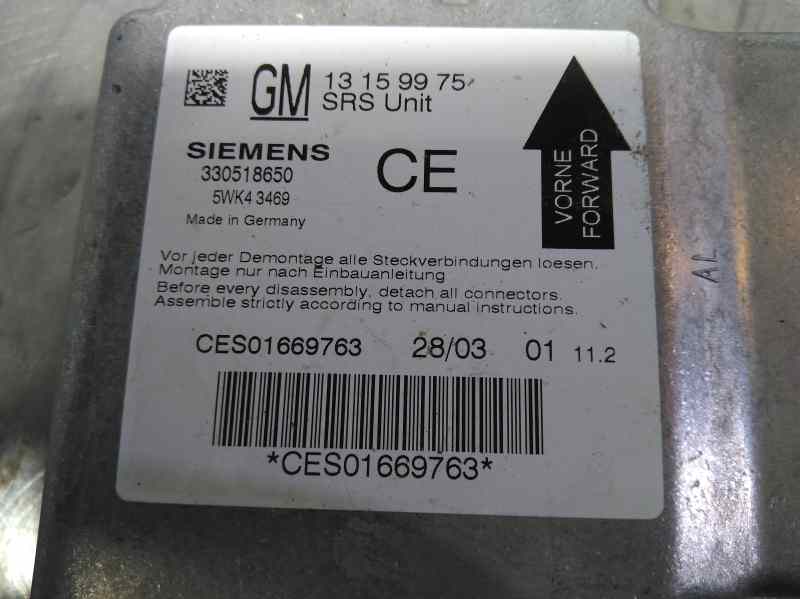 GM 13 15 99 75
SRS Unit
SIEMENS
330518650
5WK4 3469
Made in Germany
CE
VORNE
FORWARD
Vor jeder Demontage alle Steckverbindungen loesen.
Montage nur nach Einbauanleitung
Before every disassembly, detach all connectors.
Assemble strictly according to manual instructions.
CES01669763 28/03 01 11.2
*CES01669763*
AL